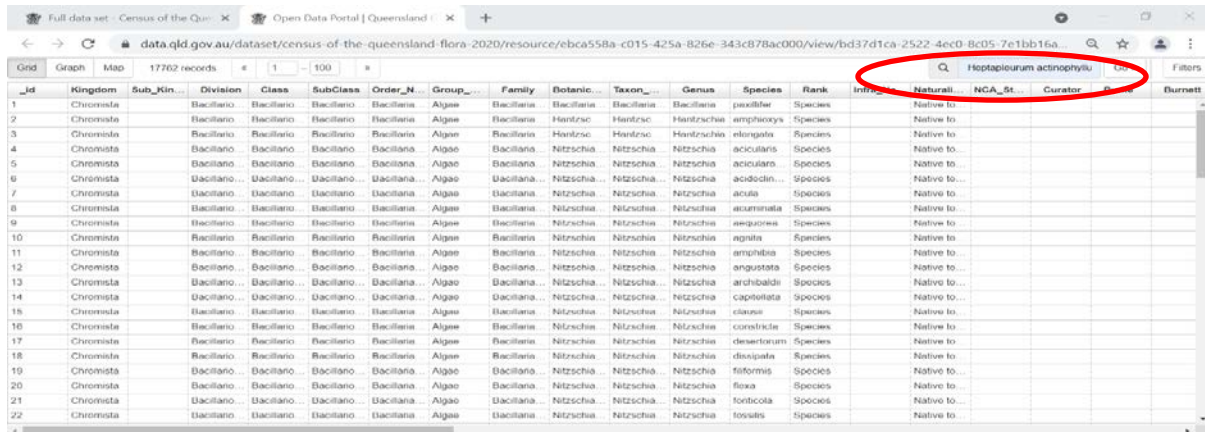 Full data set - Census of the Que × Open Data Portal | Queensland × +
data.qld.gov.au/dataset/census-of-the-queensland-flora-2020/resource/ebca558a-c015-425a-826e-343c878ac000/view/bd37d1ca-2522-4ec0-8c05-7e1bb16a...
Grid Graph Map 17762 records « 1 – 100 » Heptapleurum actinophyllu Go Filters
_id Kingdom Sub_Kin... Division Class SubClass Order_N... Group_... Family Botanic... Taxon_... Genus Species Rank Naturali... NCA_St... Curator Burnett
1 Chromista Bacillario... Bacillario... Bacillario... Bacillaria... Algae Bacillaria... Bacillaria... Bacillaria... Bacillaria paxillifer Species Native to...
2 Chromista Bacillario... Bacillario... Bacillario... Bacillaria... Algae Bacillaria... Hantzsc... Hantzsc... Hantzschia amphioxys Species Native to...
3 Chromista Bacillario... Bacillario... Bacillario... Bacillaria... Algae Bacillaria... Hantzsc... Hantzsc... Hantzschia elongata Species Native to...
4 Chromista Bacillario... Bacillario... Bacillario... Bacillaria... Algae Bacillaria... Nitzschia... Nitzschia... Nitzschia acicularis Species Native to...
5 Chromista Bacillario... Bacillario... Bacillario... Bacillaria... Algae Bacillaria... Nitzschia... Nitzschia... Nitzschia aciculario... Species Native to...
6 Chromista Bacillario... Bacillario... Bacillario... Bacillaria... Algae Bacillaria... Nitzschia... Nitzschia... Nitzschia acidoclin... Species Native to...
7 Chromista Bacillario... Bacillario... Bacillario... Bacillaria... Algae Bacillaria... Nitzschia... Nitzschia... Nitzschia acula Species Native to...
8 Chromista Bacillario... Bacillario... Bacillario... Bacillaria... Algae Bacillaria... Nitzschia... Nitzschia... Nitzschia acuminata Species Native to...
9 Chromista Bacillario... Bacillario... Bacillario... Bacillaria... Algae Bacillaria... Nitzschia... Nitzschia... Nitzschia aequorea Species Native to...
10 Chromista Bacillario... Bacillario... Bacillario... Bacillaria... Algae Bacillaria... Nitzschia... Nitzschia... Nitzschia agnita Species Native to...
11 Chromista Bacillario... Bacillario... Bacillario... Bacillaria... Algae Bacillaria... Nitzschia... Nitzschia... Nitzschia amphibia Species Native to...
12 Chromista Bacillario... Bacillario... Bacillario... Bacillaria... Algae Bacillaria... Nitzschia... Nitzschia... Nitzschia angustata Species Native to...
13 Chromista Bacillario... Bacillario... Bacillario... Bacillaria... Algae Bacillaria... Nitzschia... Nitzschia... Nitzschia archibaldii Species Native to...
14 Chromista Bacillario... Bacillario... Bacillario... Bacillaria... Algae Bacillaria... Nitzschia... Nitzschia... Nitzschia capitellata Species Native to...
15 Chromista Bacillario... Bacillario... Bacillario... Bacillaria... Algae Bacillaria... Nitzschia... Nitzschia... Nitzschia clausii Species Native to...
16 Chromista Bacillario... Bacillario... Bacillario... Bacillaria... Algae Bacillaria... Nitzschia... Nitzschia... Nitzschia constricta Species Native to...
17 Chromista Bacillario... Bacillario... Bacillario... Bacillaria... Algae Bacillaria... Nitzschia... Nitzschia... Nitzschia desertorum Species Native to...
18 Chromista Bacillario... Bacillario... Bacillario... Bacillaria... Algae Bacillaria... Nitzschia... Nitzschia... Nitzschia dissipata Species Native to...
19 Chromista Bacillario... Bacillario... Bacillario... Bacillaria... Algae Bacillaria... Nitzschia... Nitzschia... Nitzschia filiformis Species Native to...
20 Chromista Bacillario... Bacillario... Bacillario... Bacillaria... Algae Bacillaria... Nitzschia... Nitzschia... Nitzschia flexa Species Native to...
21 Chromista Bacillario... Bacillario... Bacillario... Bacillaria... Algae Bacillaria... Nitzschia... Nitzschia... Nitzschia fonticola Species Native to...
22 Chromista Bacillario... Bacillario... Bacillario... Bacillaria... Algae Bacillaria... Nitzschia... Nitzschia... Nitzschia fossilis Species Native to...